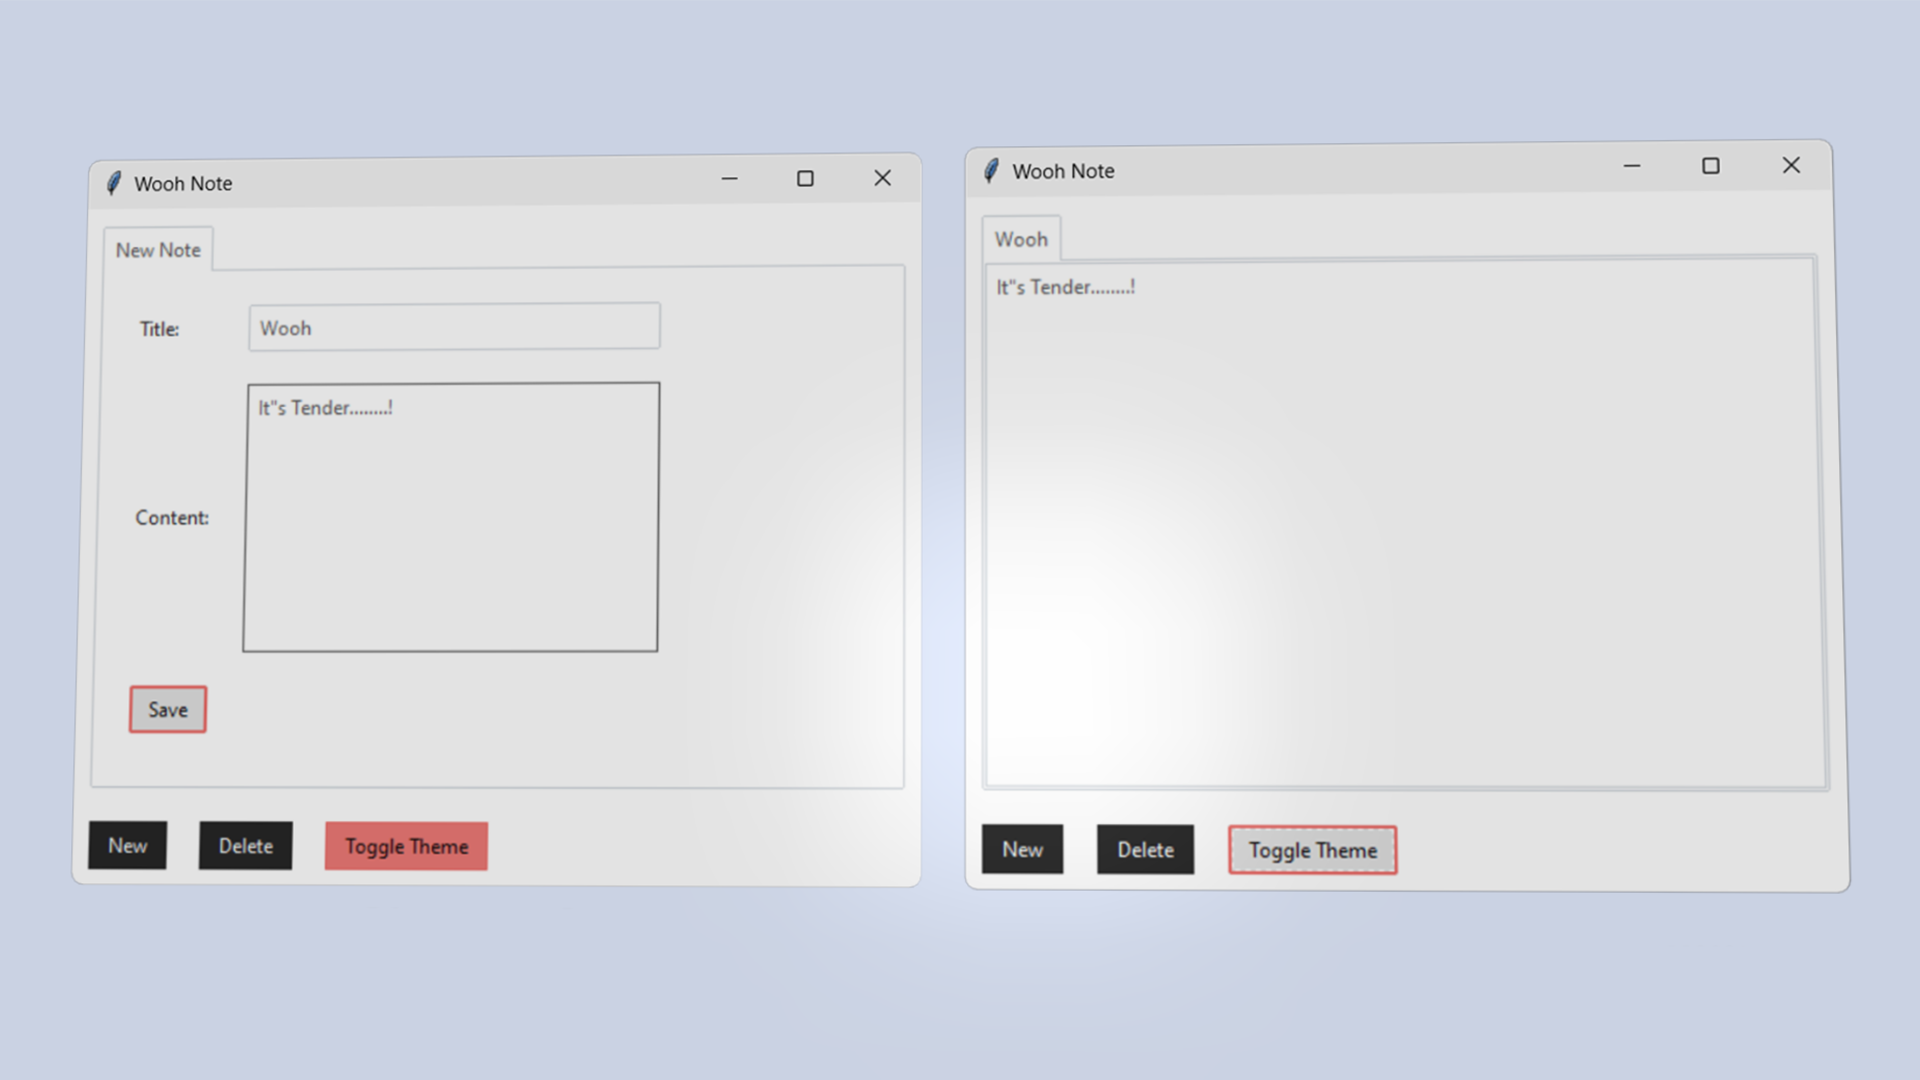 Wooh Note
New Note
Title:
Wooh
Content:
It"s Tender........!
Save
New
Delete
Toggle Theme
Wooh Note
Wooh
It"s Tender........!
New
Delete
Toggle Theme